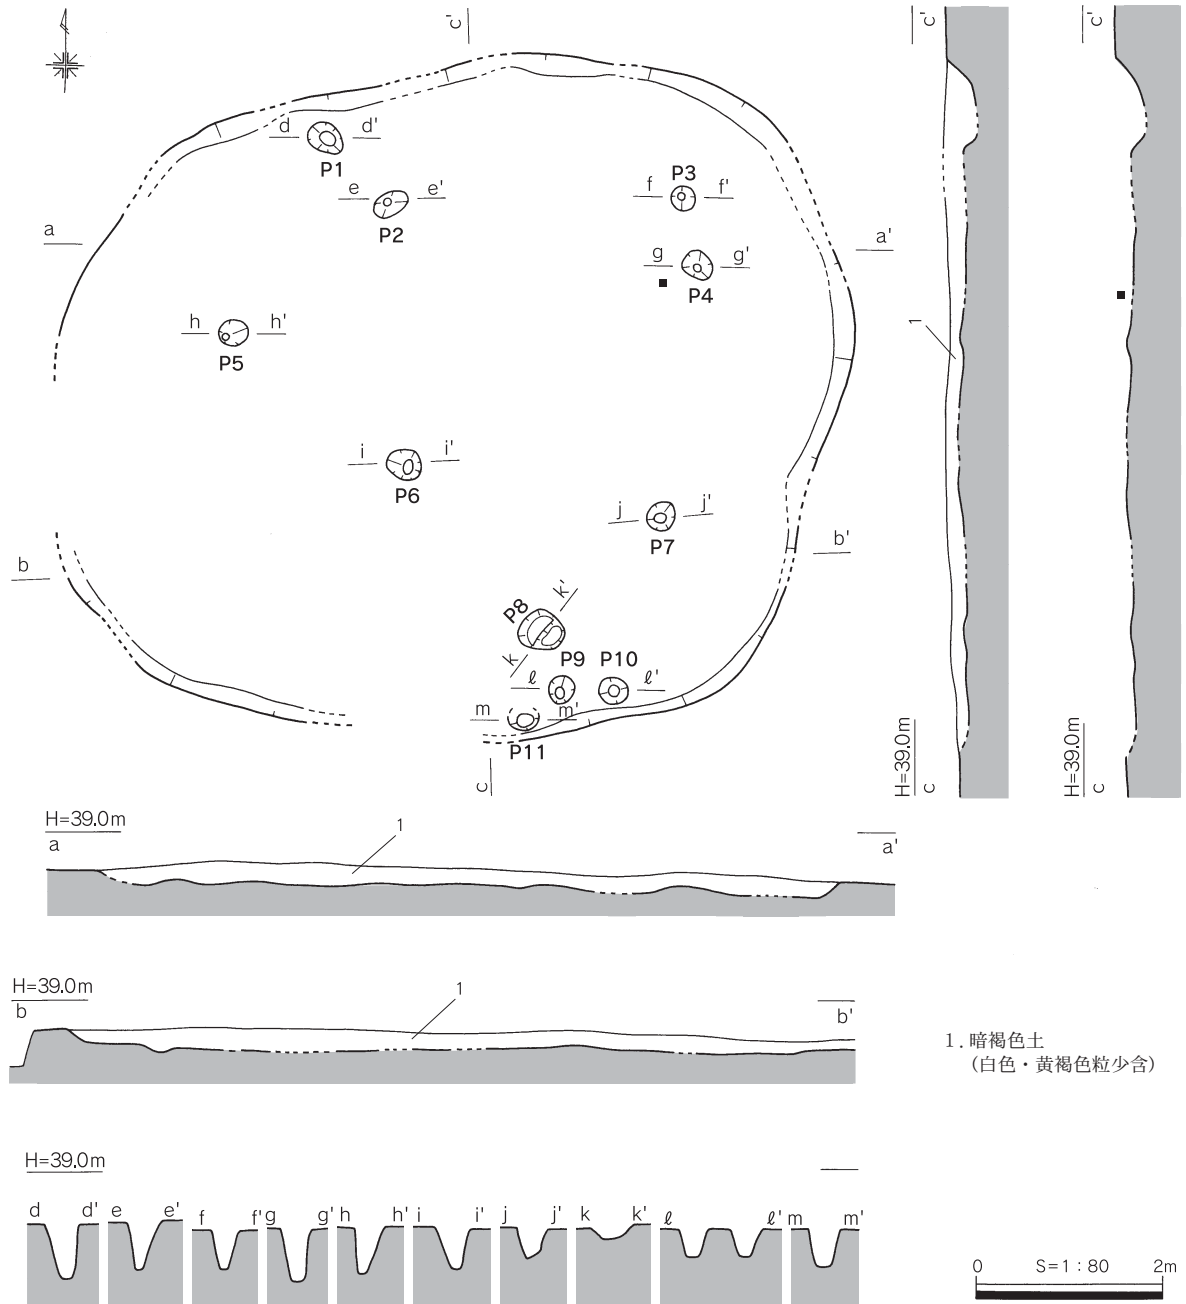 c'
c'
c'
d
d'
P1
e
e'
P2
P3
f
f'
g
g'
P4
a
a'
h
h'
P5
1
i
i'
P6
j
j'
P7
b
b'
k'
P8
k
P9
P10
ℓ
ℓ'
m
m'
P11
c
H=39.0m
c
H=39.0m
c
H=39.0m
a
1
a'
H=39.0m
b
1
b'
1．暗褐色土
（白色・黄褐色粒少含）
H=39.0m
d d' e e' f f' g g' h h' i i' j j' k k' ℓ ℓ' m m'
0 S=1：80 2m